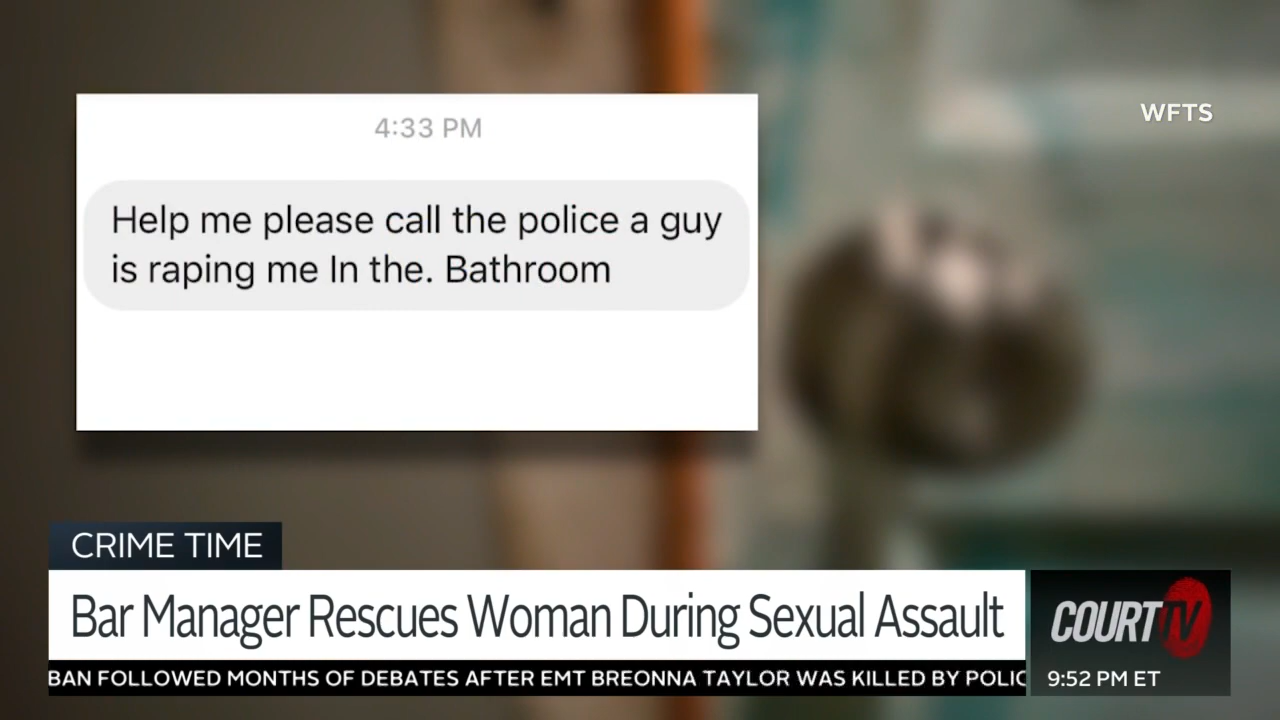 4:33 PM
WFTS
Help me please call the police a guy
is raping me In the. Bathroom
CRIME TIME
Bar Manager Rescues Woman During Sexual Assault
COURT TV
BAN FOLLOWED MONTHS OF DEBATES AFTER EMT BREONNA TAYLOR WAS KILLED BY POLIC
9:52 PM ET